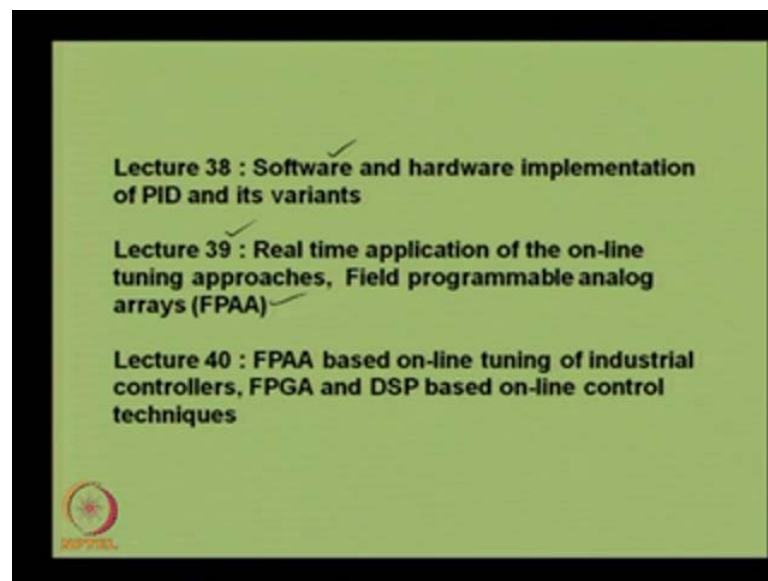 Lecture 38 : Software and hardware implementation
of PID and its variants
Lecture 39 : Real time application of the on-line
tuning approaches, Field programmable analog
arrays (FPAA)
Lecture 40 : FPAA based on-line tuning of industrial
controllers, FPGA and DSP based on-line control
techniques
NPTEL